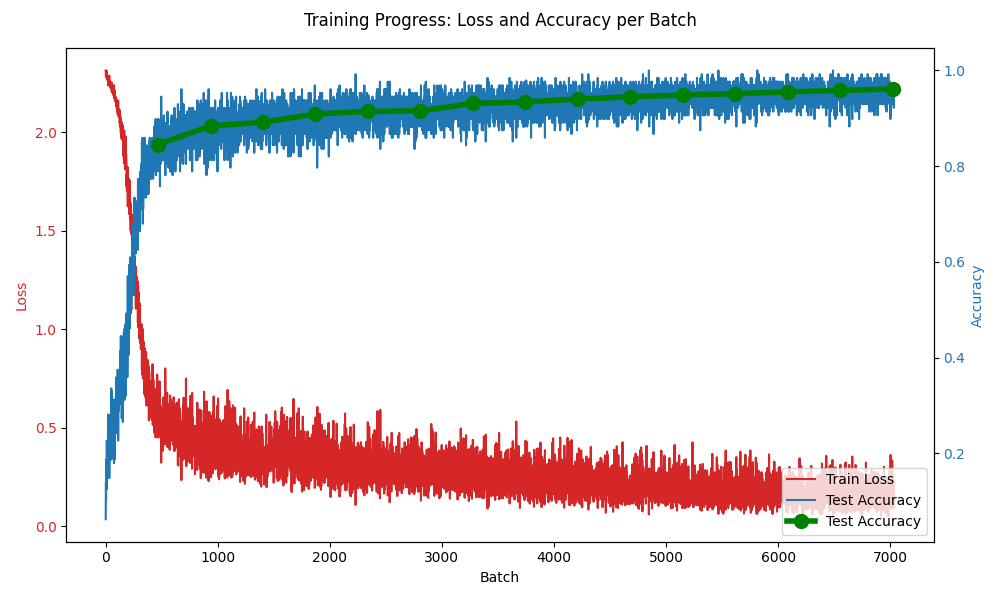 Training Progress: Loss and Accuracy per Batch
2.0
1.5
1.0
0.5
0.0
Loss
1.0
0.8
0.6
0.4
0.2
Accuracy
Train Loss
Test Accuracy
Test Accuracy
0 1000 2000 3000 4000 5000 6000 7000
Batch